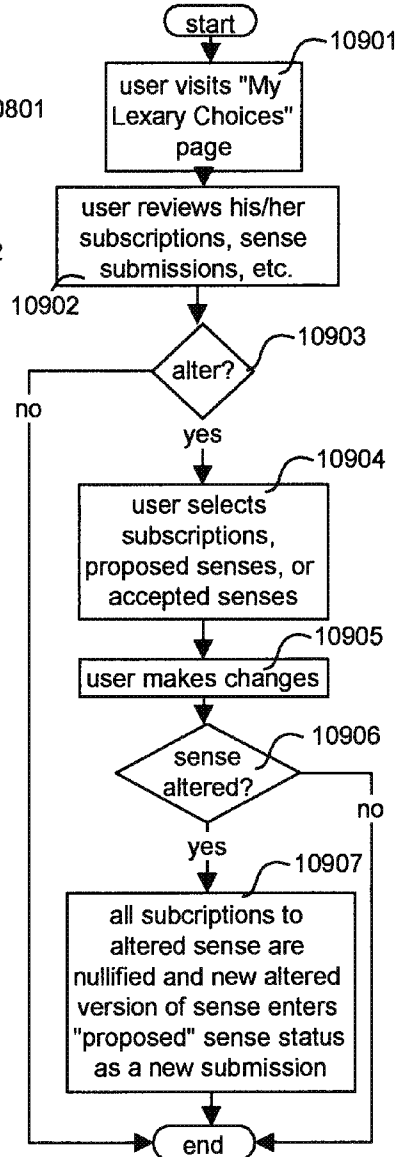 start
10901
user visits "My
Lexary Choices"
page
0801
user reviews his/her
subscriptions, sense
submissions, etc.
2
10902
10903
alter?
no
yes
10904
user selects
subscriptions,
proposed senses, or
accepted senses
10905
user makes changes
10906
sense
altered?
no
yes
10907
all subcriptions to
altered sense are
nullified and new altered
version of sense enters
"proposed" sense status
as a new submission
end